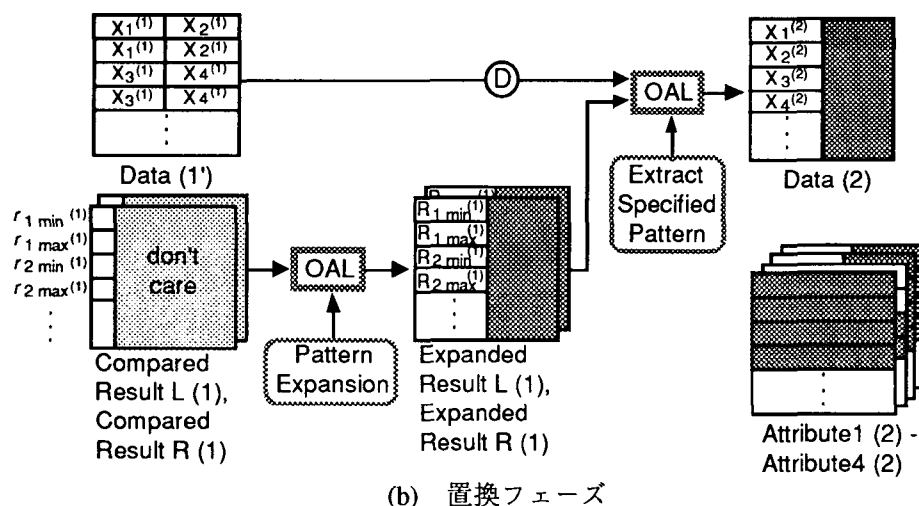 X₁⁽¹⁾ X₂⁽¹⁾
X₁⁽¹⁾ X₂⁽¹⁾
X₃⁽¹⁾ X₄⁽¹⁾
X₃⁽¹⁾ X₄⁽¹⁾
⋮
Data (1')
D
OAL
Extract
Specified
Pattern
X₁⁽²⁾
X₂⁽²⁾
X₃⁽²⁾
X₄⁽²⁾
⋮
Data (2)
r₁ min⁽¹⁾
r₁ max⁽¹⁾
r₂ min⁽¹⁾
r₂ max⁽¹⁾
⋮
don't
care
Compared
Result L (1),
Compared
Result R (1)
OAL
Pattern
Expansion
R₁ min⁽¹⁾
R₁ max⁽¹⁾
R₂ min⁽¹⁾
R₂ max⁽¹⁾
⋮
Expanded
Result L (1),
Expanded
Result R (1)
⋮
Attribute1 (2) -
Attribute4 (2)
(b) 置換フェーズ